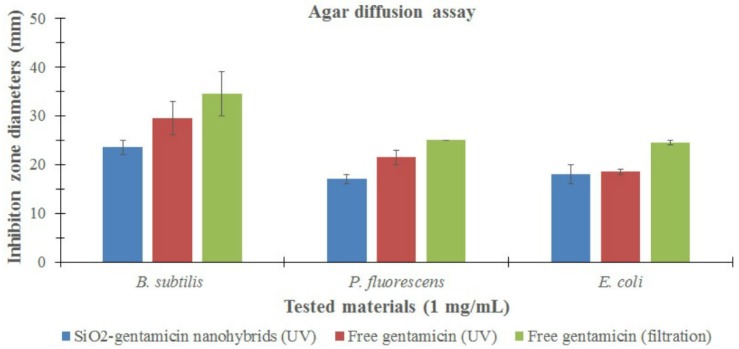 Agar diffusion assay
Inhibiton zone diameters (mm)
50
40
30
20
10
0
B. subtilis
P. fluorescens
E. coli
Tested materials (1 mg/mL)
SiO2-gentamicin nanohybrids (UV) Free gentamicin (UV) Free gentamicin (filtration)